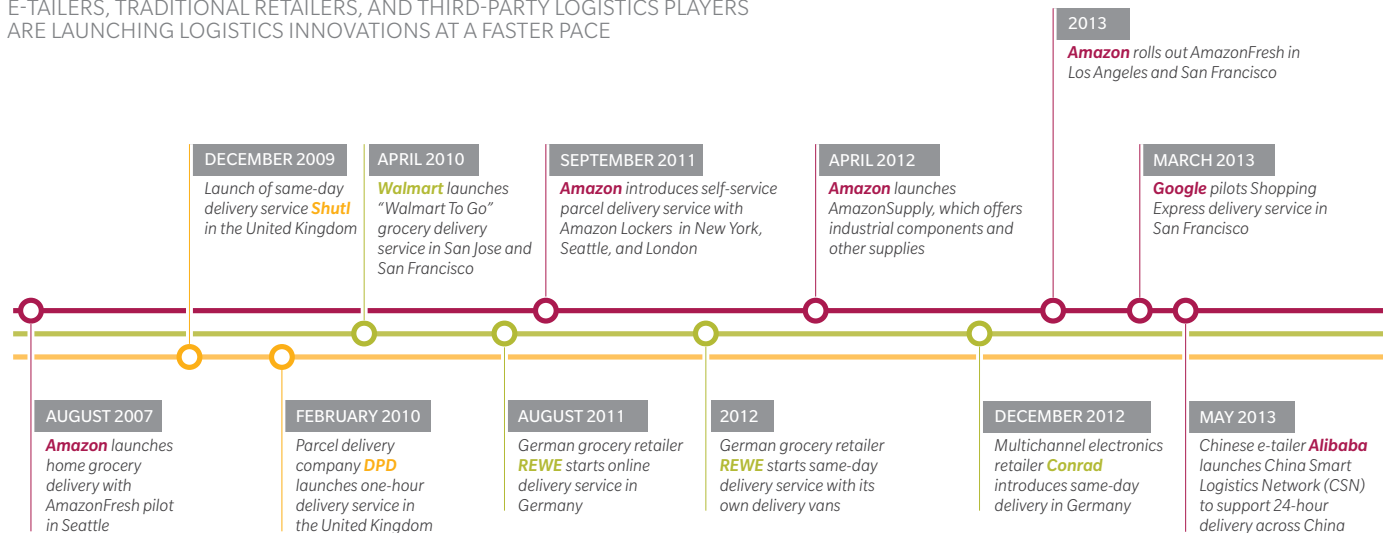 E-TAILERS, TRADITIONAL RETAILERS, AND THIRD-PARTY LOGISTICS PLAYERS
ARE LAUNCHING LOGISTICS INNOVATIONS AT A FASTER PACE
2013
Amazon rolls out AmazonFresh in
Los Angeles and San Francisco
DECEMBER 2009
Launch of same-day
delivery service Shutl
in the United Kingdom
APRIL 2010
Walmart launches
“Walmart To Go”
grocery delivery
service in San Jose and
San Francisco
SEPTEMBER 2011
Amazon introduces self-service
parcel delivery service with
Amazon Lockers in New York,
Seattle, and London
APRIL 2012
Amazon launches
AmazonSupply, which offers
industrial components and
other supplies
MARCH 2013
Google pilots Shopping
Express delivery service in
San Francisco
AUGUST 2007
Amazon launches
home grocery
delivery with
AmazonFresh pilot
in Seattle
FEBRUARY 2010
Parcel delivery
company DPD
launches one-hour
delivery service in
the United Kingdom
AUGUST 2011
German grocery retailer
REWE starts online
delivery service in
Germany
2012
German grocery retailer
REWE starts same-day
delivery service with its
own delivery vans
DECEMBER 2012
Multichannel electronics
retailer Conrad
introduces same-day
delivery in Germany
MAY 2013
Chinese e-tailer Alibaba
launches China Smart
Logistics Network (CSN)
to support 24-hour
delivery across China